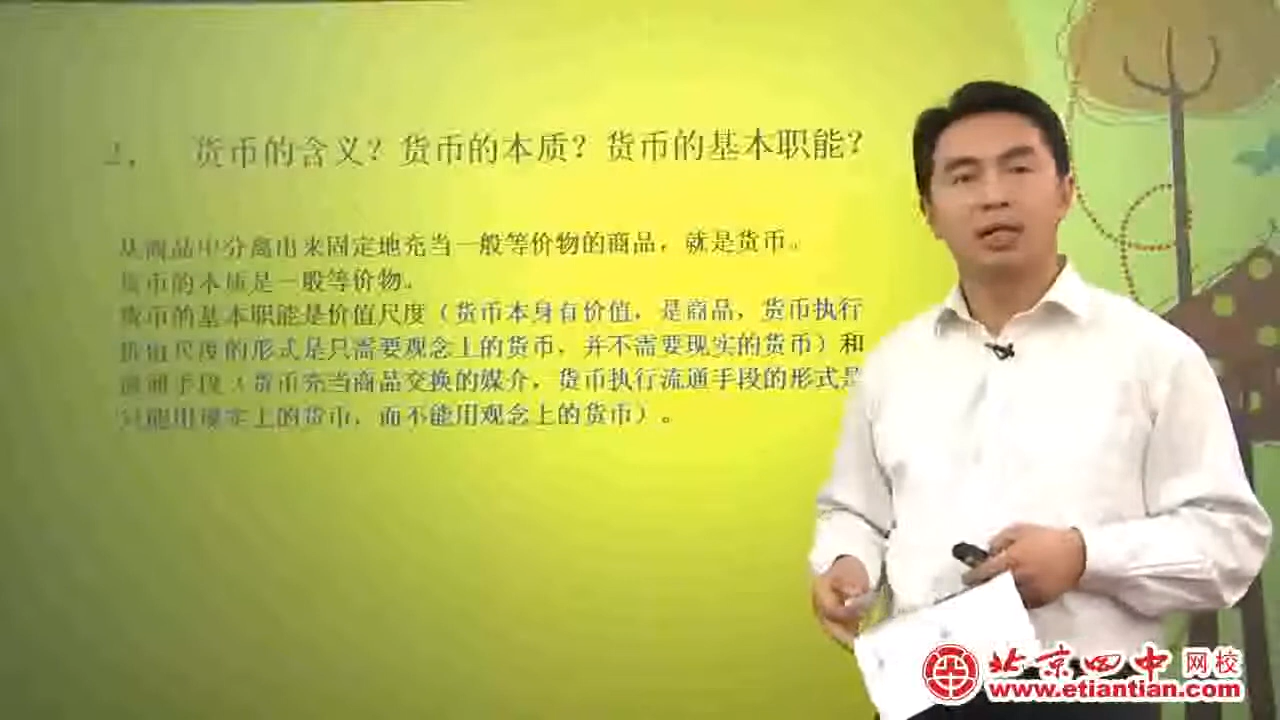 2. 货币的含义？货币的本质？货币的基本职能？
从商品中分离出来固定地充当一般等价物的商品，就是货币。
货币的本质是一般等价物。
货币的基本职能是价值尺度（货币本身有价值，是商品，货币执行
价值尺度的形式是只需要观念上的货币，并不需要现实的货币）和
流通手段（货币充当商品交换的媒介，货币执行流通手段的形式是
只能用现实上的货币，而不能用观念上的货币）。
北京四中网校
www.etiantian.com